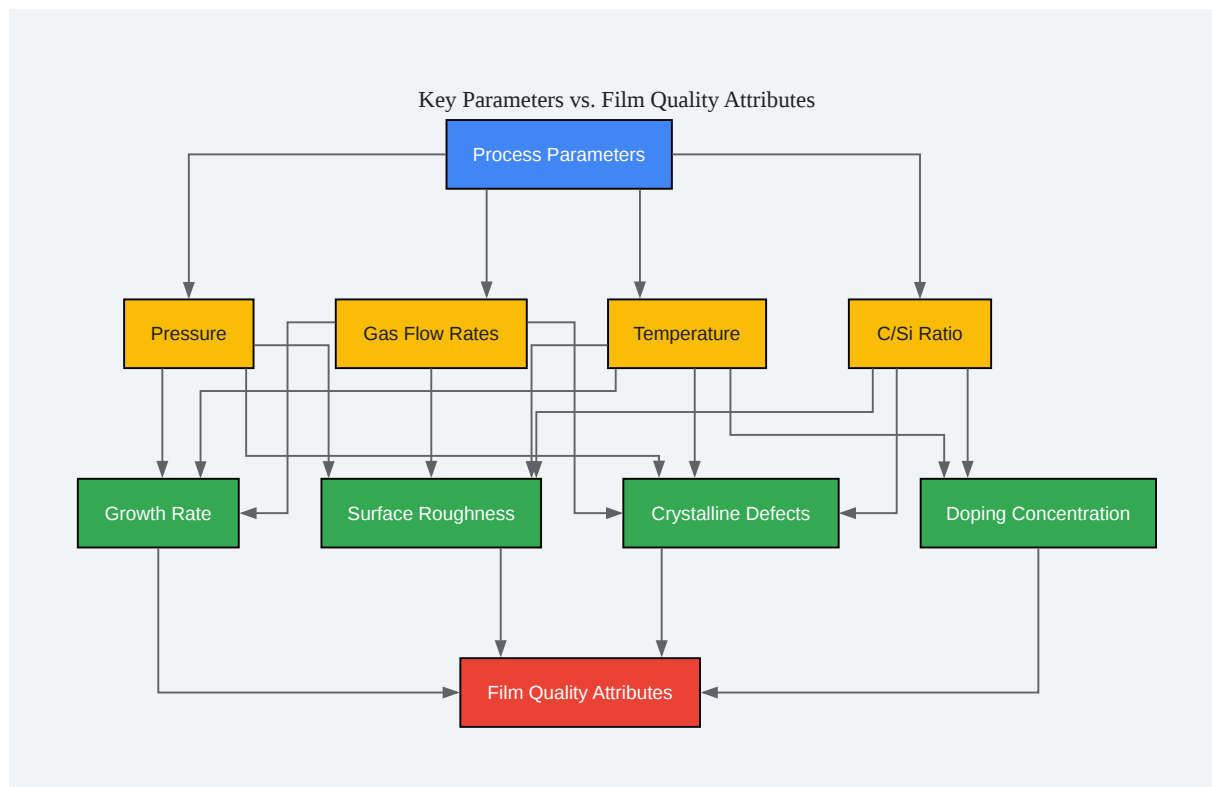 Key Parameters vs. Film Quality Attributes
Process Parameters
Pressure
Gas Flow Rates
Temperature
C/Si Ratio
Growth Rate
Surface Roughness
Crystalline Defects
Doping Concentration
Film Quality Attributes